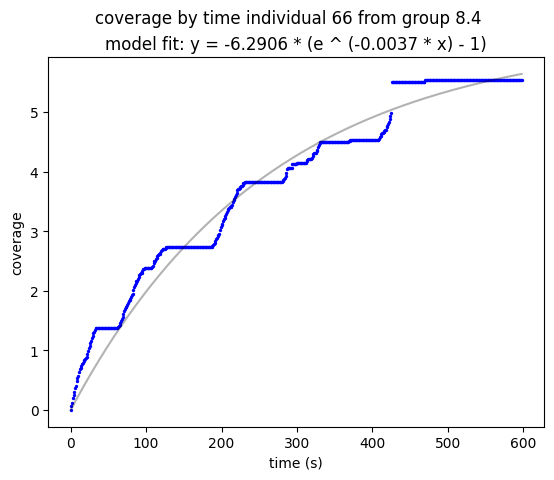 coverage by time individual 66 from group 8.4
model fit: y = -6.2906 * (e ^ (-0.0037 * x) - 1)
5
4
3
2
1
0
coverage
0 100 200 300 400 500 600
time (s)